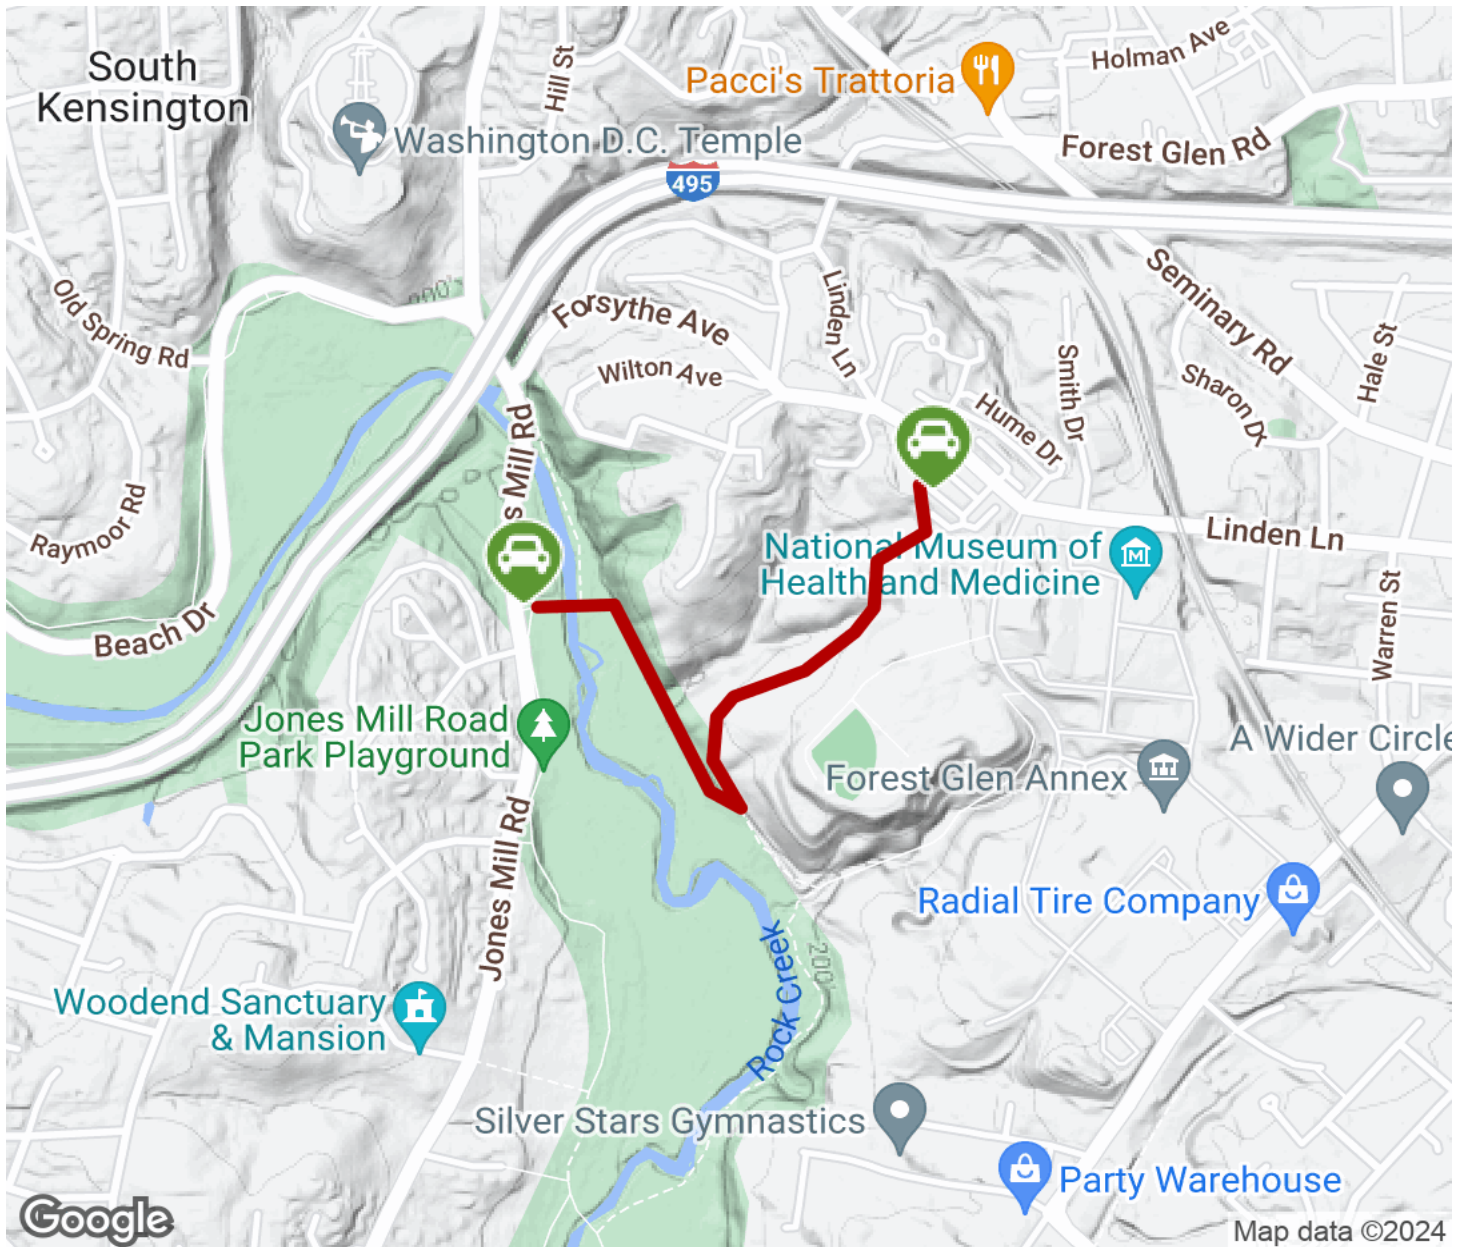 South
Kensington
Hill St
Holman Ave
Pacci's Trattoria
Washington D.C. Temple
Forest Glen Rd
495
Old Spring Rd
200'
Forsythe Ave
Linden Ln
Seminary Rd
Wilton Ave
Smith Dr
Sharon Dr
Hale St
Hume Dr
s Mill Rd
Raymoor Rd
National Museum of
Health and Medicine
Linden Ln
Beach Dr
Warren St
Jones Mill Road
Park Playground
A Wider Circle
Forest Glen Annex
Jones Mill Rd
Radial Tire Company
Rock Creek
200'
Woodend Sanctuary
& Mansion
Silver Stars Gymnastics
Party Warehouse
Google
Map data ©2024